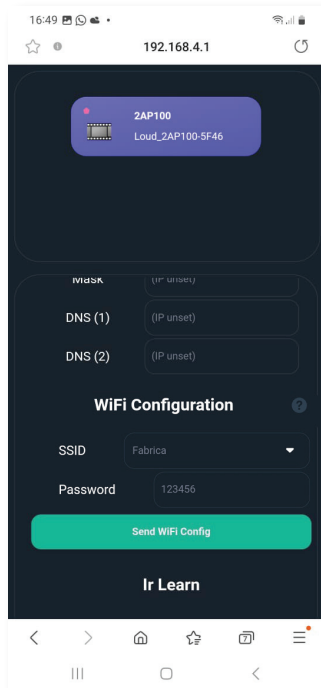 16:49
192.168.4.1
2AP100
Loud_2AP100-5F46
Mask (IP unset)
DNS (1) (IP unset)
DNS (2) (IP unset)
WiFi Configuration ?
SSID Fabrica
Password 123456
Send WiFi Config
Ir Learn
7